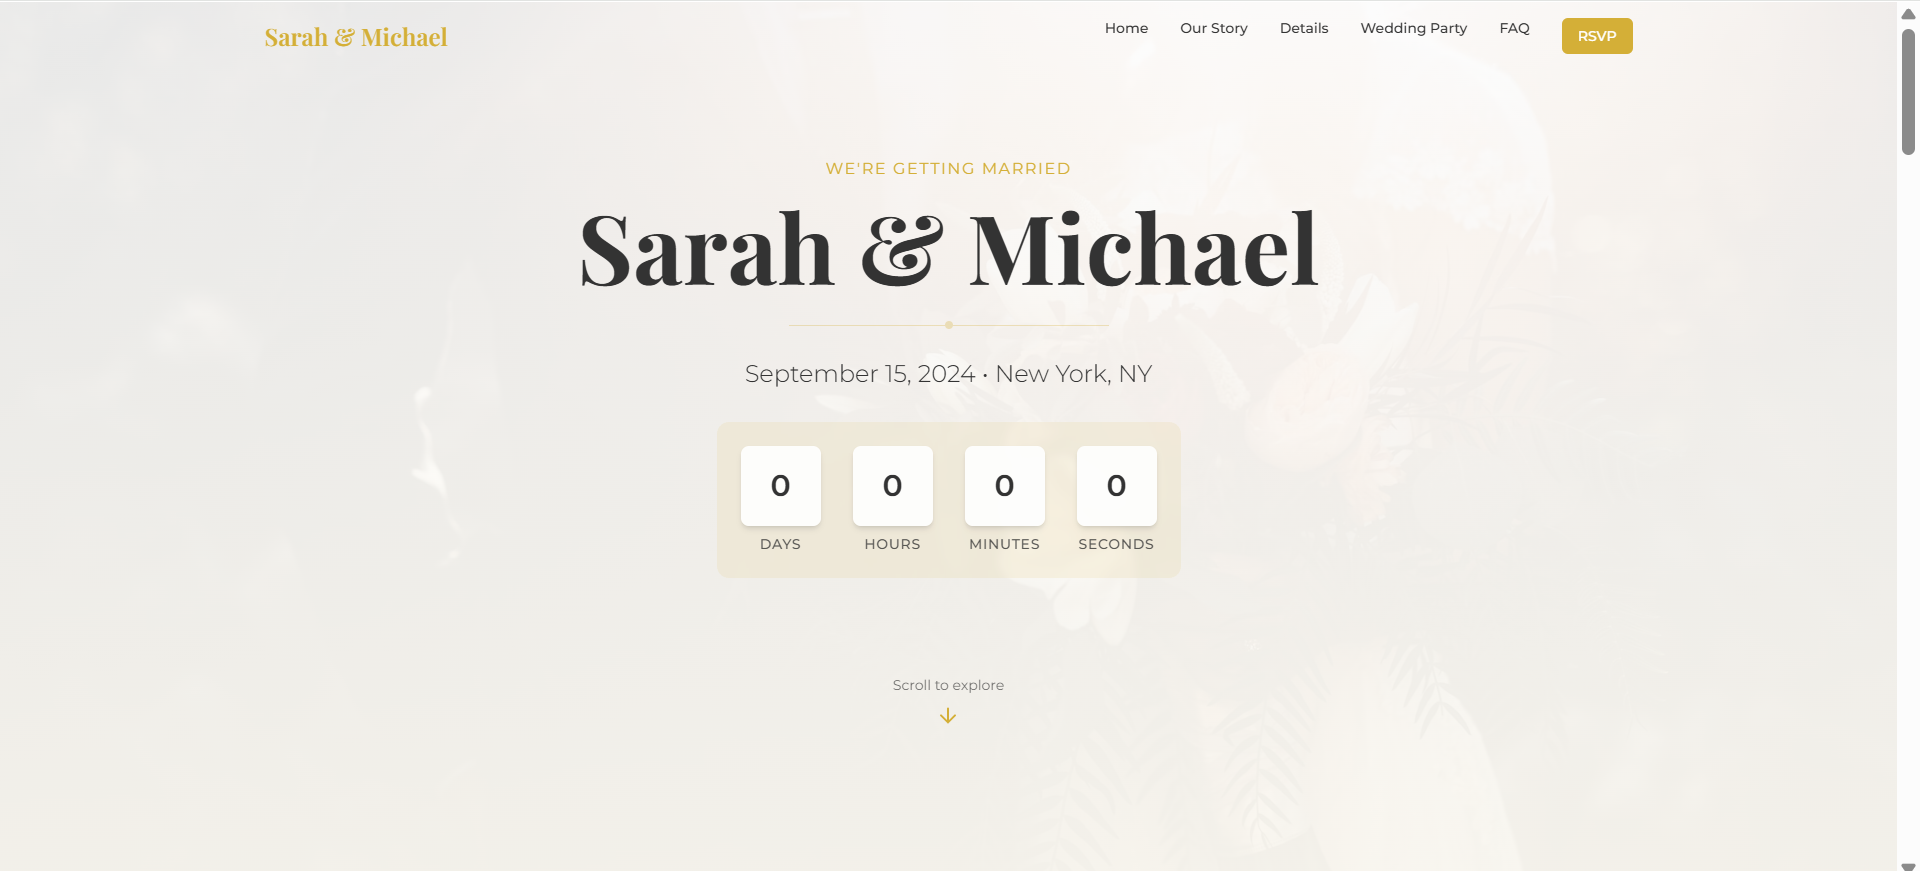 Sarah & Michael
Home Our Story Details Wedding Party FAQ RSVP
WE'RE GETTING MARRIED
Sarah & Michael
September 15, 2024 • New York, NY
0 0 0 0
DAYS HOURS MINUTES SECONDS
Scroll to explore